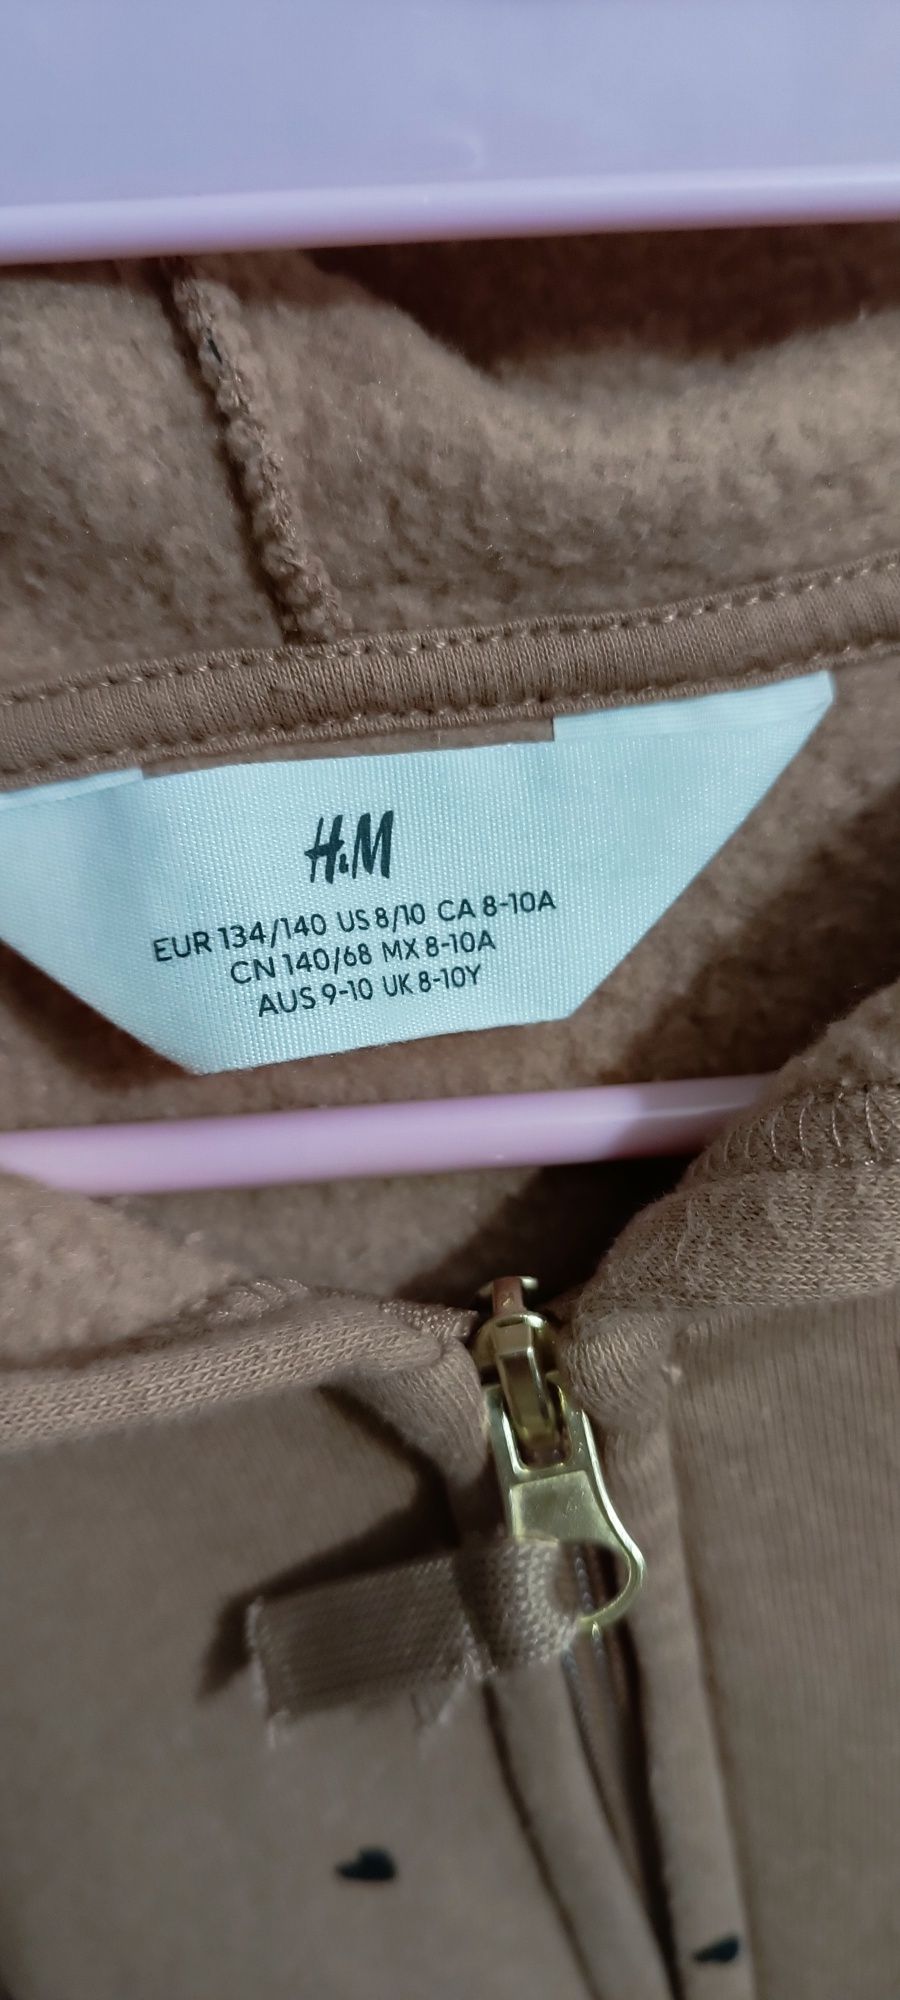 H&M
EUR 134/140 US 8/10 CA 8-10A
CN 140/68 MX 8-10A
AUS 9-10 UK 8-10Y